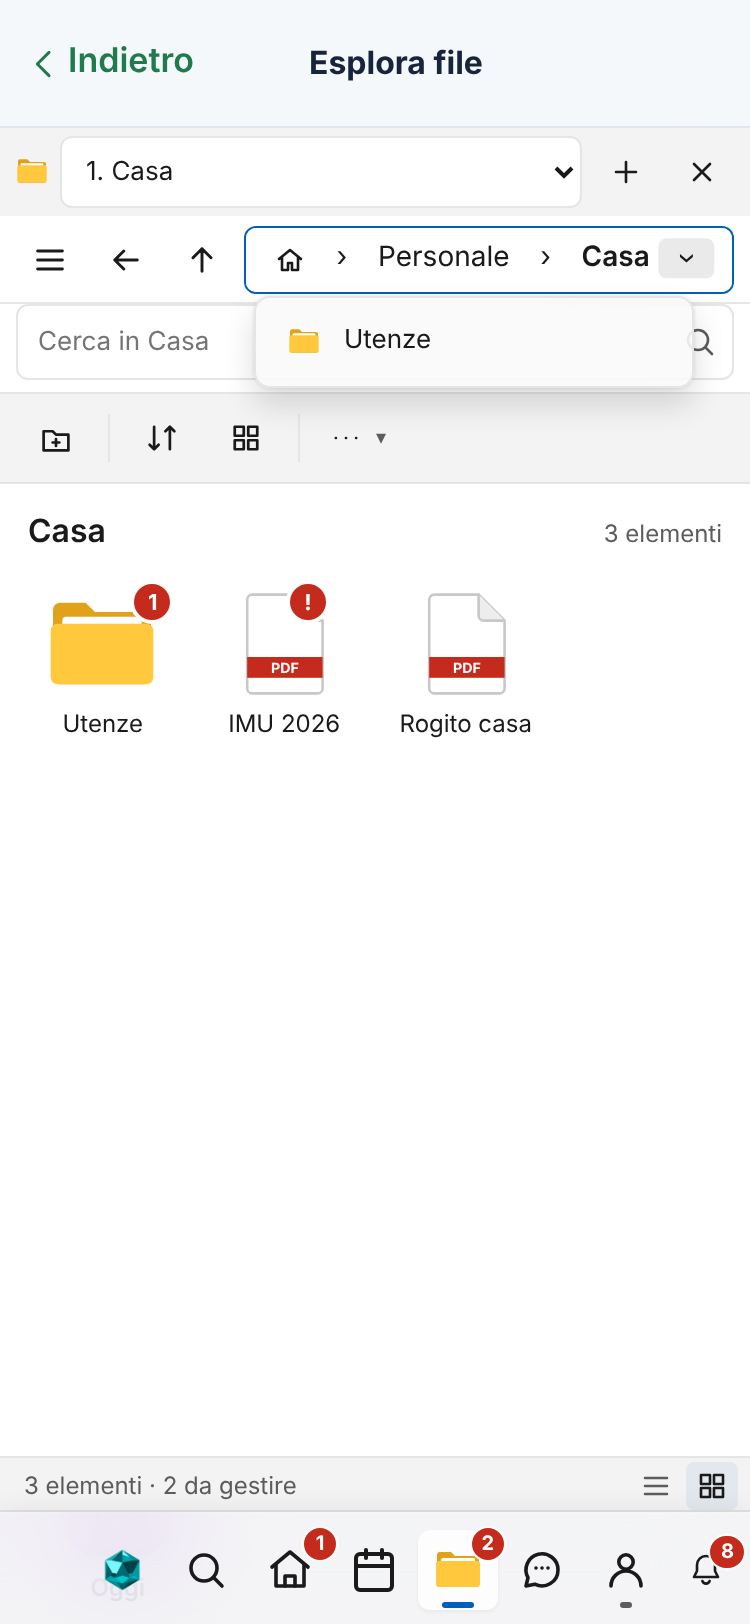 Indietro
Esplora file
1. Casa
Personale › Casa
Cerca in Casa
Utenze
Casa
3 elementi
1
!
PDF
PDF
Utenze
IMU 2026
Rogito casa
3 elementi · 2 da gestire
1
2
8
Oggi